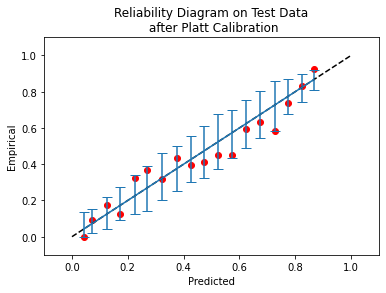 Reliability Diagram on Test Data
after Platt Calibration
Empirical
1.0
0.8
0.6
0.4
0.2
0.0
0.0 0.2 0.4 0.6 0.8 1.0
Predicted